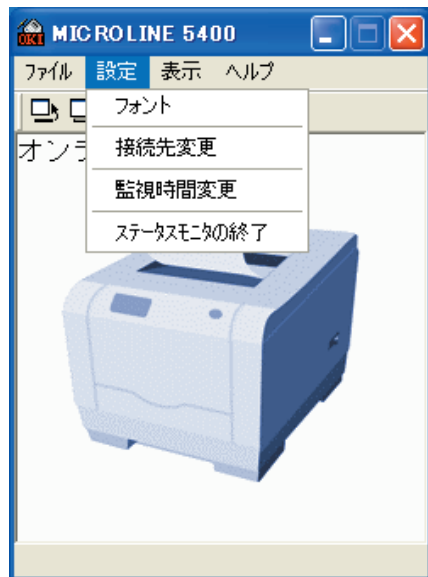 OKI MICROLINE 5400
ファイル 設定 表示 ヘルプ
フォント
接続先変更
監視時間変更
ステータスモニタの終了
オンラ